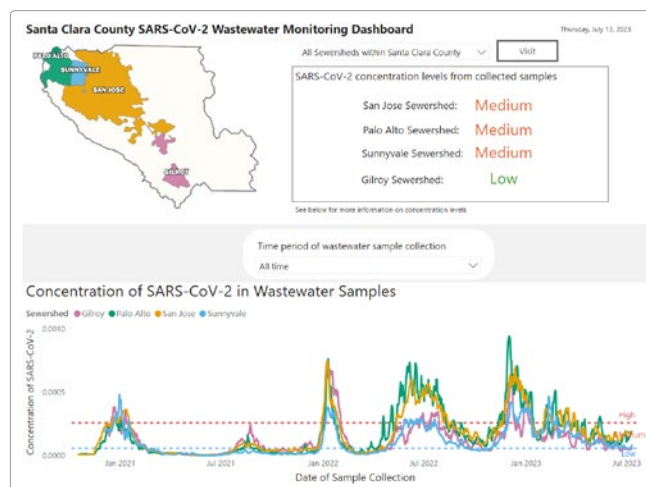 Santa Clara County SARS-CoV-2 Wastewater Monitoring Dashboard
Thursday, July 13, 2023
All Sewersheds within Santa Clara County
Visit
PALO ALTO
SUNNYVALE
SAN JOSE
GILROY
SARS-CoV-2 concentration levels from collected samples
San Jose Sewershed: Medium
Palo Alto Sewershed: Medium
Sunnyvale Sewershed: Medium
Gilroy Sewershed: Low
See below for more information on concentration levels
Time period of wastewater sample collection
All time
Concentration of SARS-CoV-2 in Wastewater Samples
Sewershed Gilroy Palo Alto San Jose Sunnyvale
Concentration of SARS-CoV-2
0.0010
0.0005
0.0000
High
Low
Jan 2021 Jul 2021 Jan 2022 Jul 2022 Jan 2023 Jul 2023
Date of Sample Collection